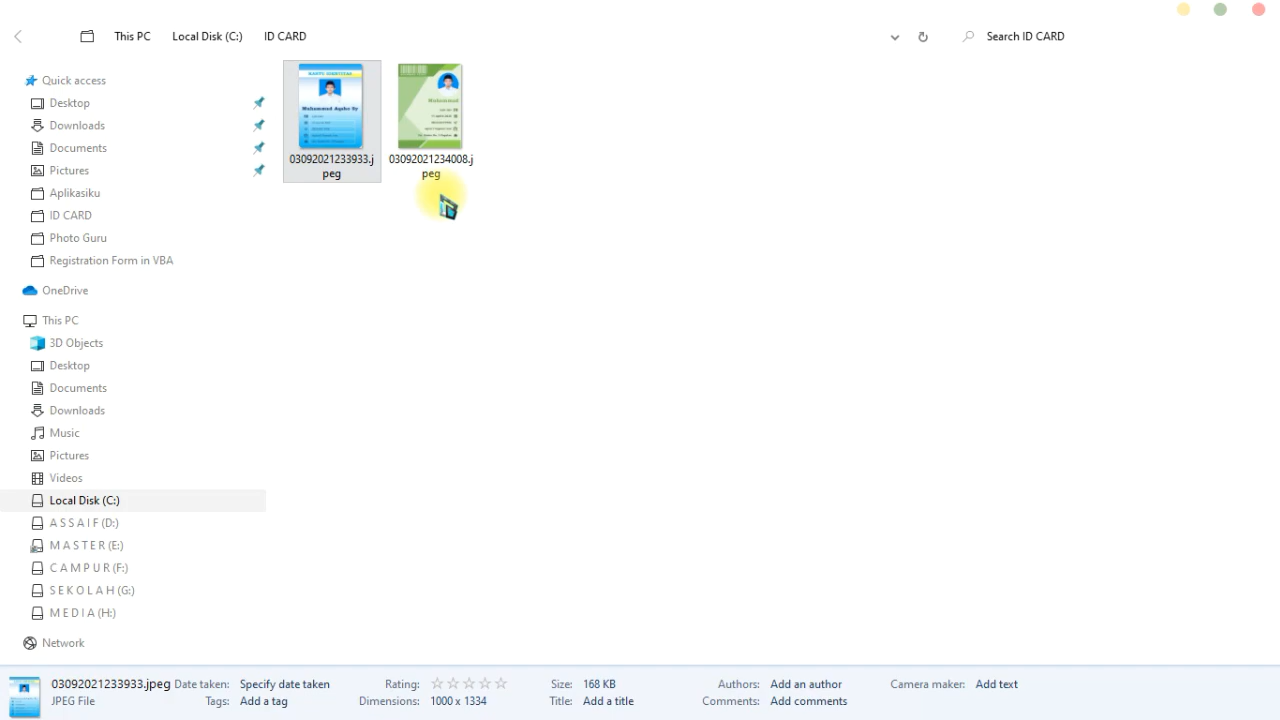 This PC Local Disk (C:) ID CARD Search ID CARD
Quick access
Desktop
Downloads
Documents
Pictures
Aplikasiku
ID CARD
Photo Guru
Registration Form in VBA
OneDrive
This PC
3D Objects
Desktop
Documents
Downloads
Music
Pictures
Videos
Local Disk (C:)
A S S A I F (D:)
M A S T E R (E:)
C A M P U R (F:)
S E K O L A H (G:)
M E D I A (H:)
Network
KARTU IDENTITAS
Muhammad
03092021233933.j
peg
03092021234008.j
peg
03092021233933.jpeg Date taken: Specify date taken Rating: Size: 168 KB Authors: Add an author Camera maker: Add text
JPEG File Tags: Add a tag Dimensions: 1000 x 1334 Title: Add a title Comments: Add comments